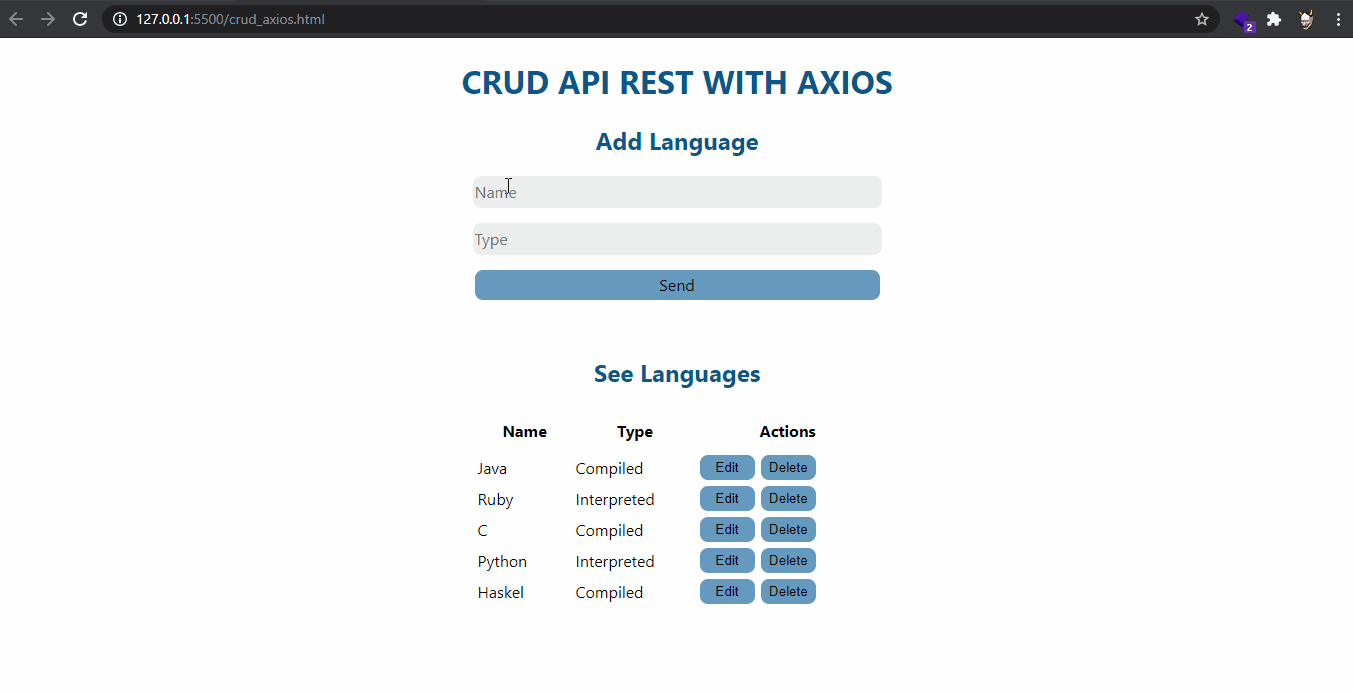 127.0.0.1:5500/crud_axios.html
2
CRUD API REST WITH AXIOS
Add Language
Name
Type
Send
See Languages
Name Type Actions
Java Compiled Edit Delete
Ruby Interpreted Edit Delete
C Compiled Edit Delete
Python Interpreted Edit Delete
Haskel Compiled Edit Delete